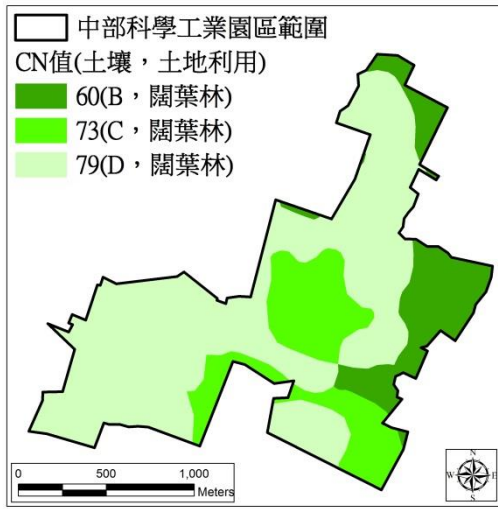 中部科學工業園區範圍
CN值(土壤，土地利用)
60(B，闊葉林)
73(C，闊葉林)
79(D，闊葉林)
0 500 1,000
Meters
N
W E
S